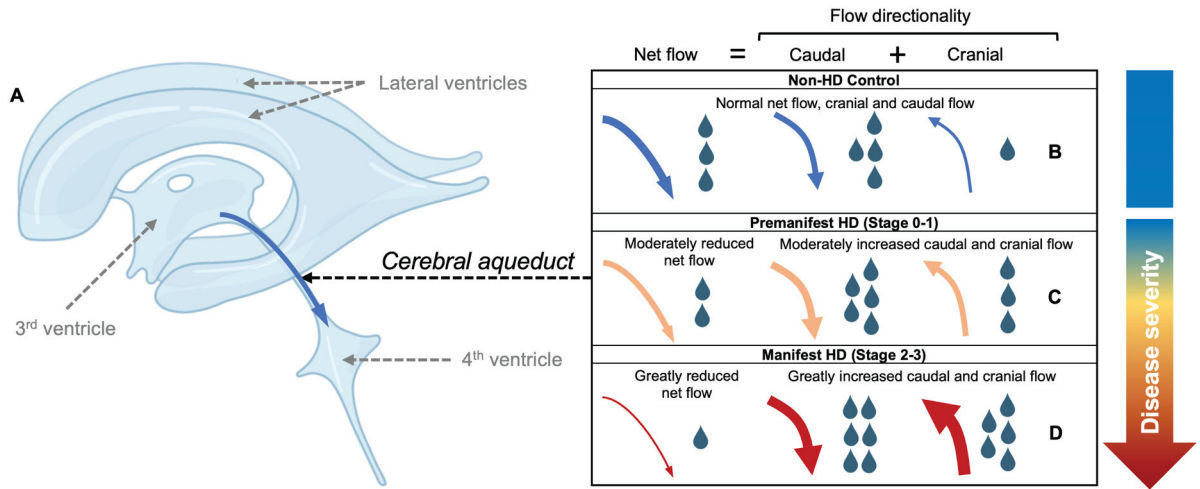 A
Lateral ventricles
3rd ventricle
Cerebral aqueduct
4th ventricle
Flow directionality
Net flow = Caudal + Cranial
Non-HD Control
Normal net flow, cranial and caudal flow
B
Premanifest HD (Stage 0-1)
Moderately reduced
net flow
Moderately increased caudal and cranial flow
C
Manifest HD (Stage 2-3)
Greatly reduced
net flow
Greatly increased caudal and cranial flow
D
Disease severity